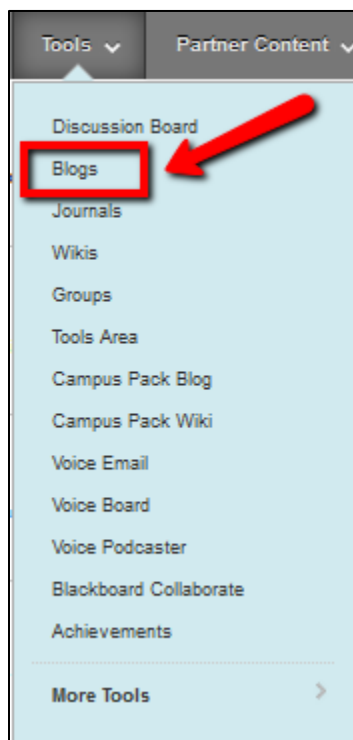 Tools Partner Content
Discussion Board
Blogs
Journals
Wikis
Groups
Tools Area
Campus Pack Blog
Campus Pack Wiki
Voice Email
Voice Board
Voice Podcaster
Blackboard Collaborate
Achievements
More Tools